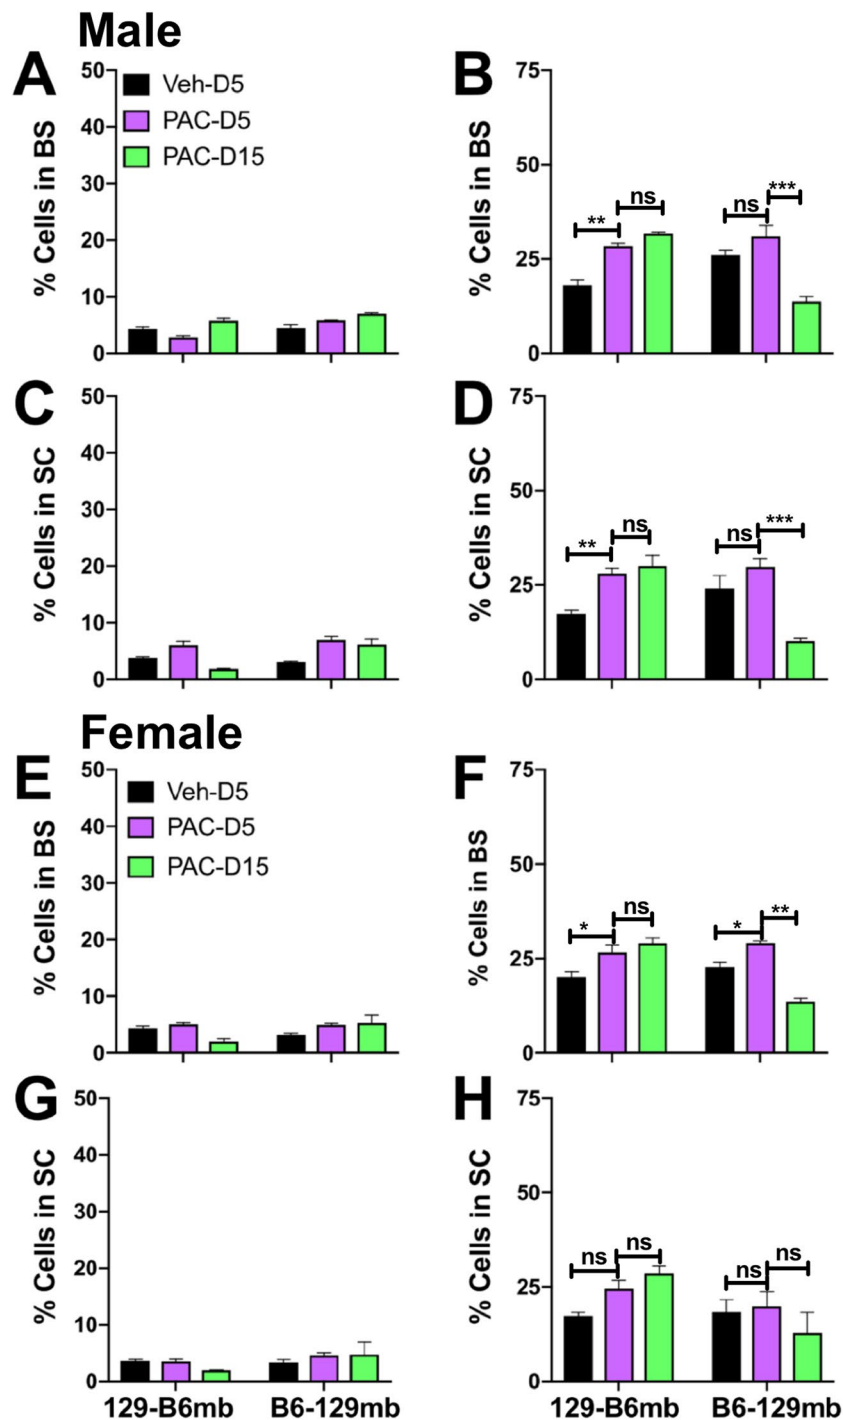 Male
A
B
% Cells in BS
50
40
30
20
10
0
Veh-D5
PAC-D5
PAC-D15
% Cells in BS
75
50
25
0
**
ns
ns
***
C
D
% Cells in SC
50
40
30
20
10
0
% Cells in SC
75
50
25
0
**
ns
ns
***
Female
E
F
% Cells in BS
50
40
30
20
10
0
Veh-D5
PAC-D5
PAC-D15
% Cells in BS
75
50
25
0
*
ns
*
**
G
H
% Cells in SC
50
40
30
20
10
0
129-B6mb B6-129mb
% Cells in SC
75
50
25
0
ns
ns
ns
ns
129-B6mb B6-129mb